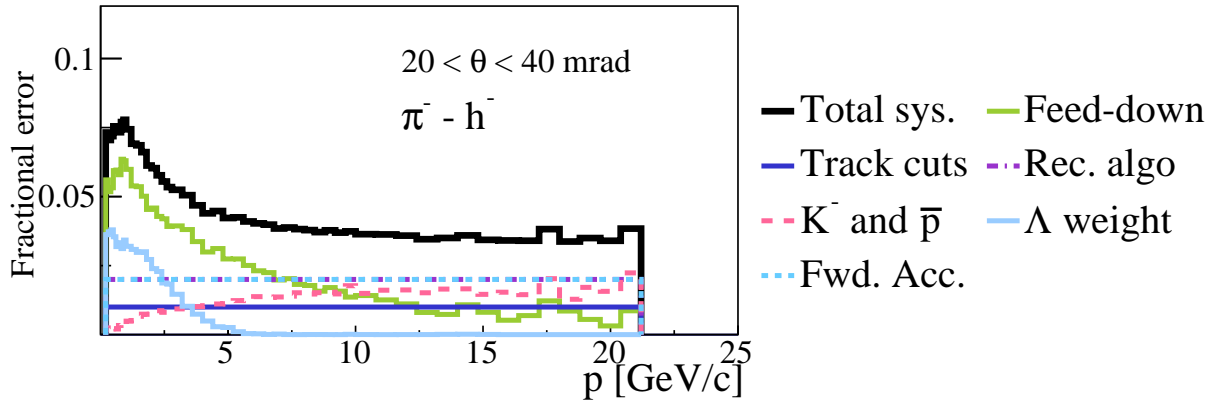 0.1
0.05
Fractional error
20 < θ < 40 mrad
π⁻ - h⁻
5
10
15
20
25
p [GeV/c]
Total sys.
Feed-down
Track cuts
Rec. algo
K⁻ and p̅
Λ weight
Fwd. Acc.